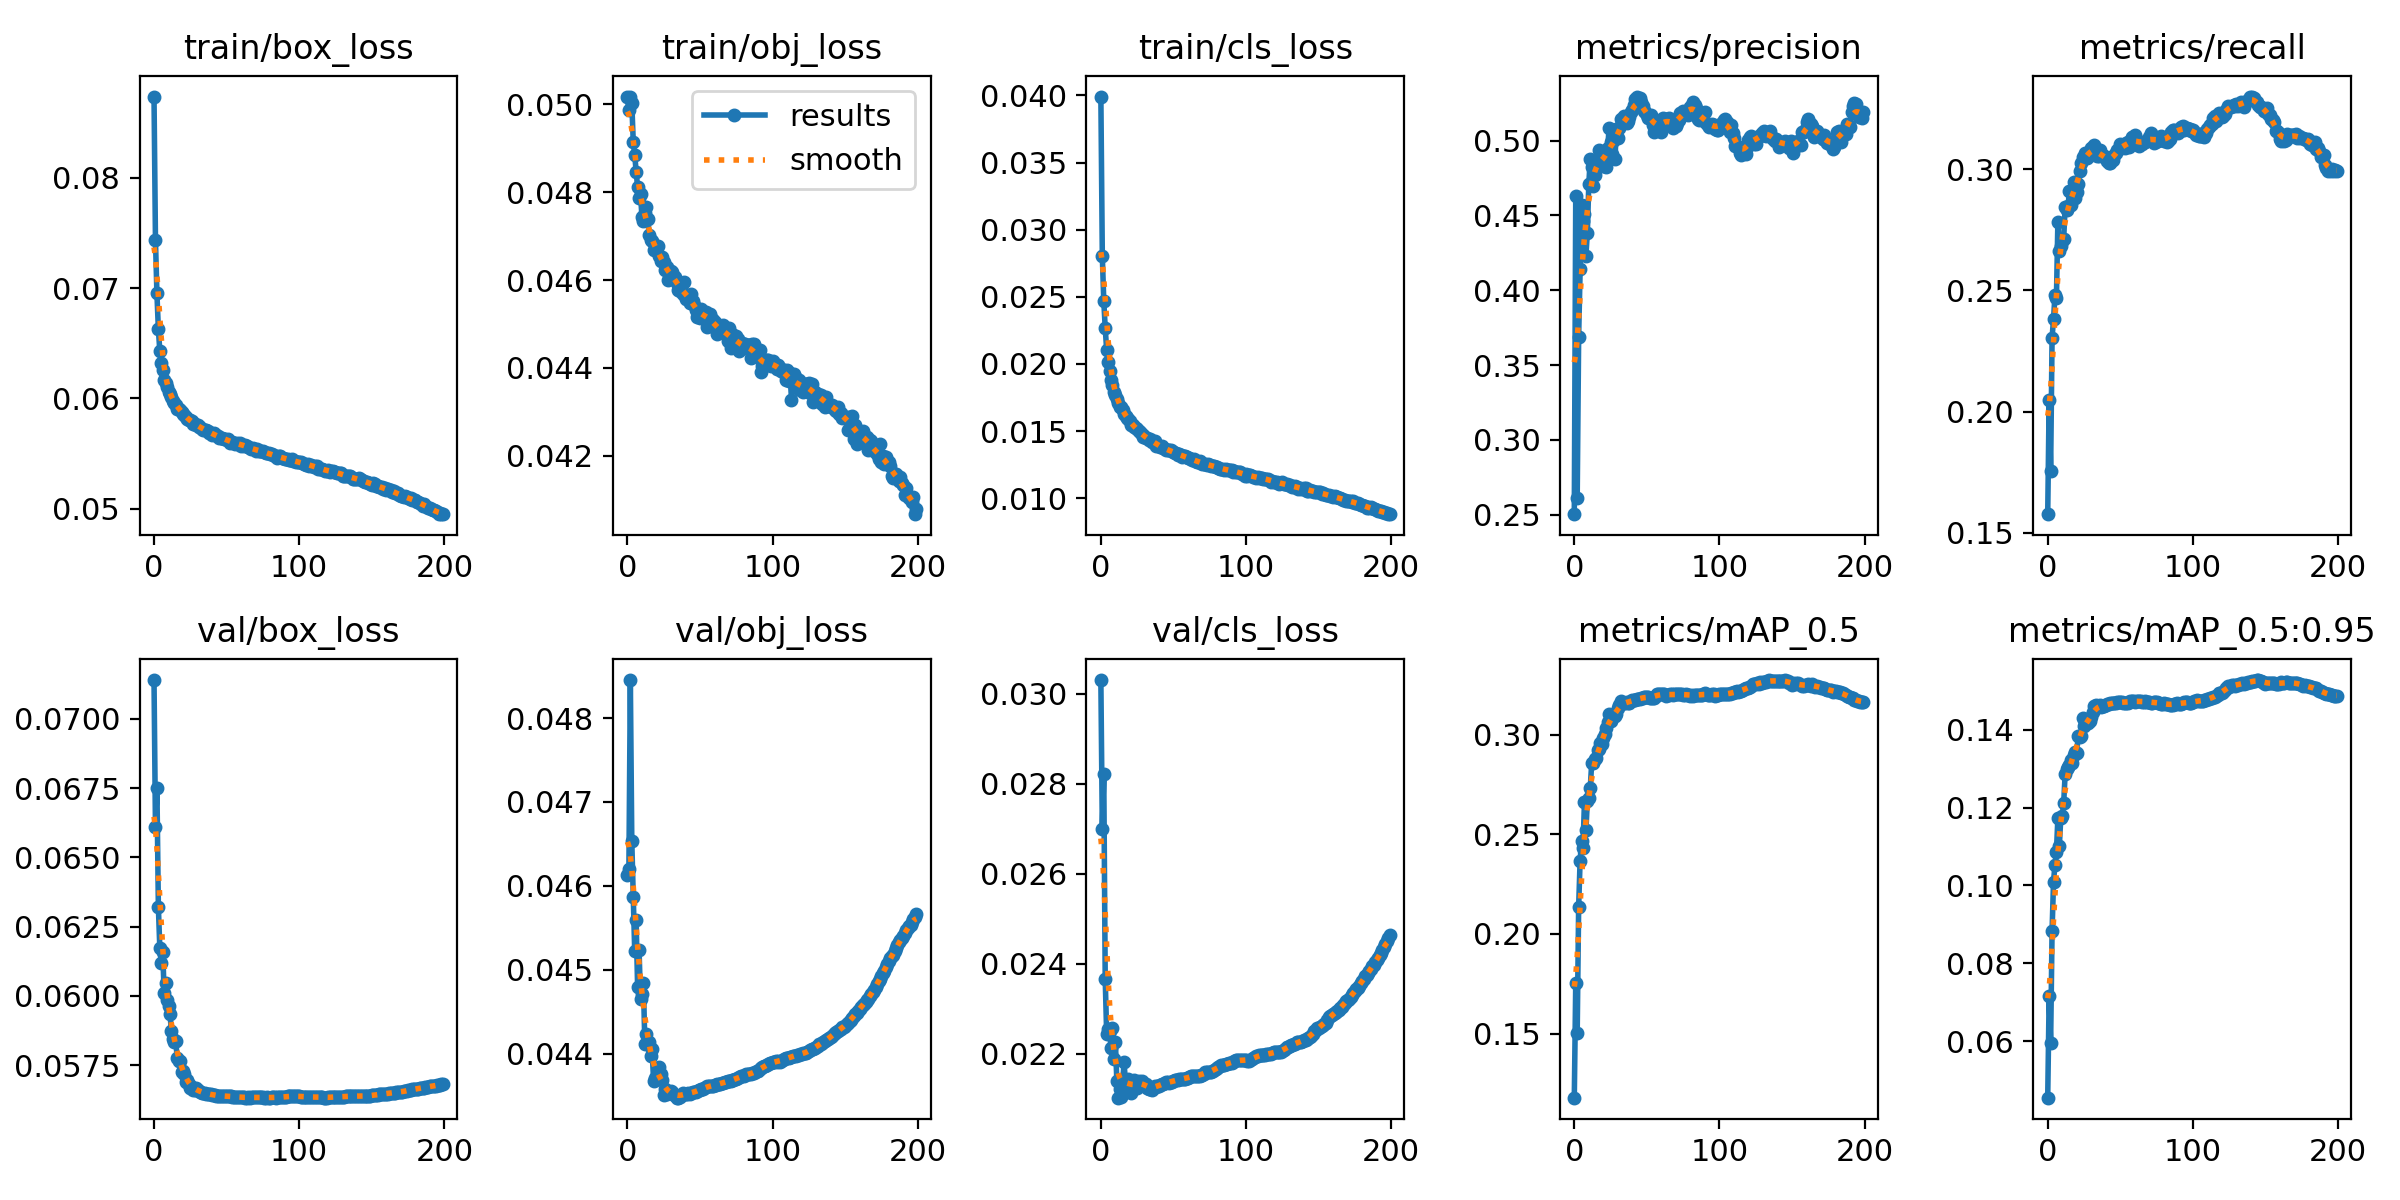 train/box_loss
0.08
0.07
0.06
0.05
0 100 200
train/obj_loss
results
smooth
0.050
0.048
0.046
0.044
0.042
0 100 200
train/cls_loss
0.040
0.035
0.030
0.025
0.020
0.015
0.010
0 100 200
metrics/precision
0.50
0.45
0.40
0.35
0.30
0.25
0 100 200
metrics/recall
0.30
0.25
0.20
0.15
0 100 200
val/box_loss
0.0700
0.0675
0.0650
0.0625
0.0600
0.0575
0 100 200
val/obj_loss
0.048
0.047
0.046
0.045
0.044
0 100 200
val/cls_loss
0.030
0.028
0.026
0.024
0.022
0 100 200
metrics/mAP_0.5
0.30
0.25
0.20
0.15
0 100 200
metrics/mAP_0.5:0.95
0.14
0.12
0.10
0.08
0.06
0 100 200